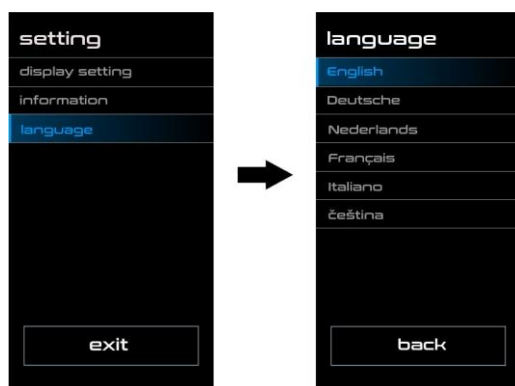 setting
display setting
information
language
exit
language
English
Deutsche
Nederlands
Français
Italiano
čeština
back